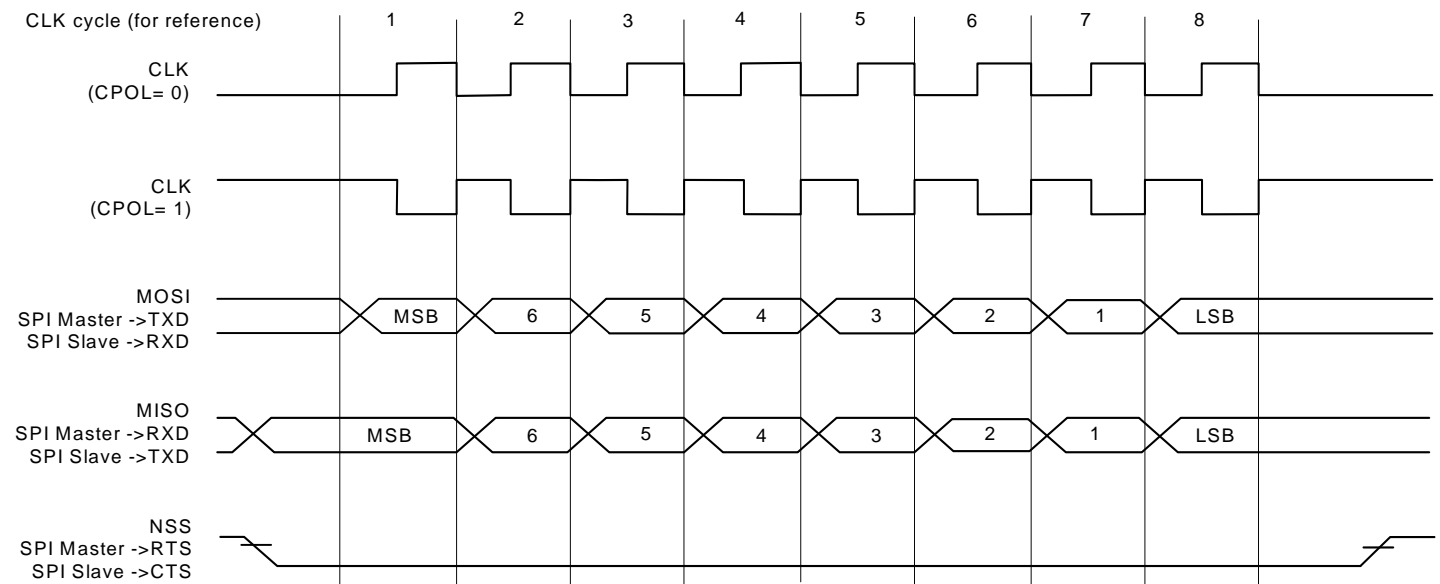 CLK cycle (for reference) 1 2 3 4 5 6 7 8
CLK
(CPOL= 0)
CLK
(CPOL= 1)
MOSI
SPI Master ->TXD
SPI Slave ->RXD
MSB 6 5 4 3 2 1 LSB
MISO
SPI Master ->RXD
SPI Slave ->TXD
MSB 6 5 4 3 2 1 LSB
NSS
SPI Master ->RTS
SPI Slave ->CTS